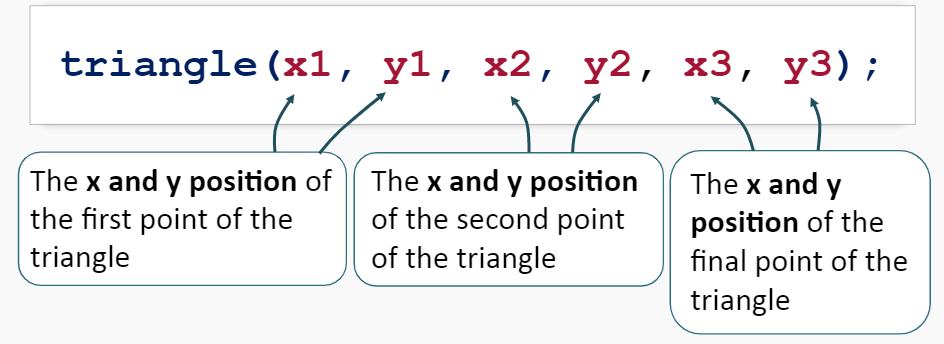 triangle(x1, y1, x2, y2, x3, y3);
The x and y position of
the first point of the
triangle
The x and y position
of the second point
of the triangle
The x and y
position of the
final point of the
triangle